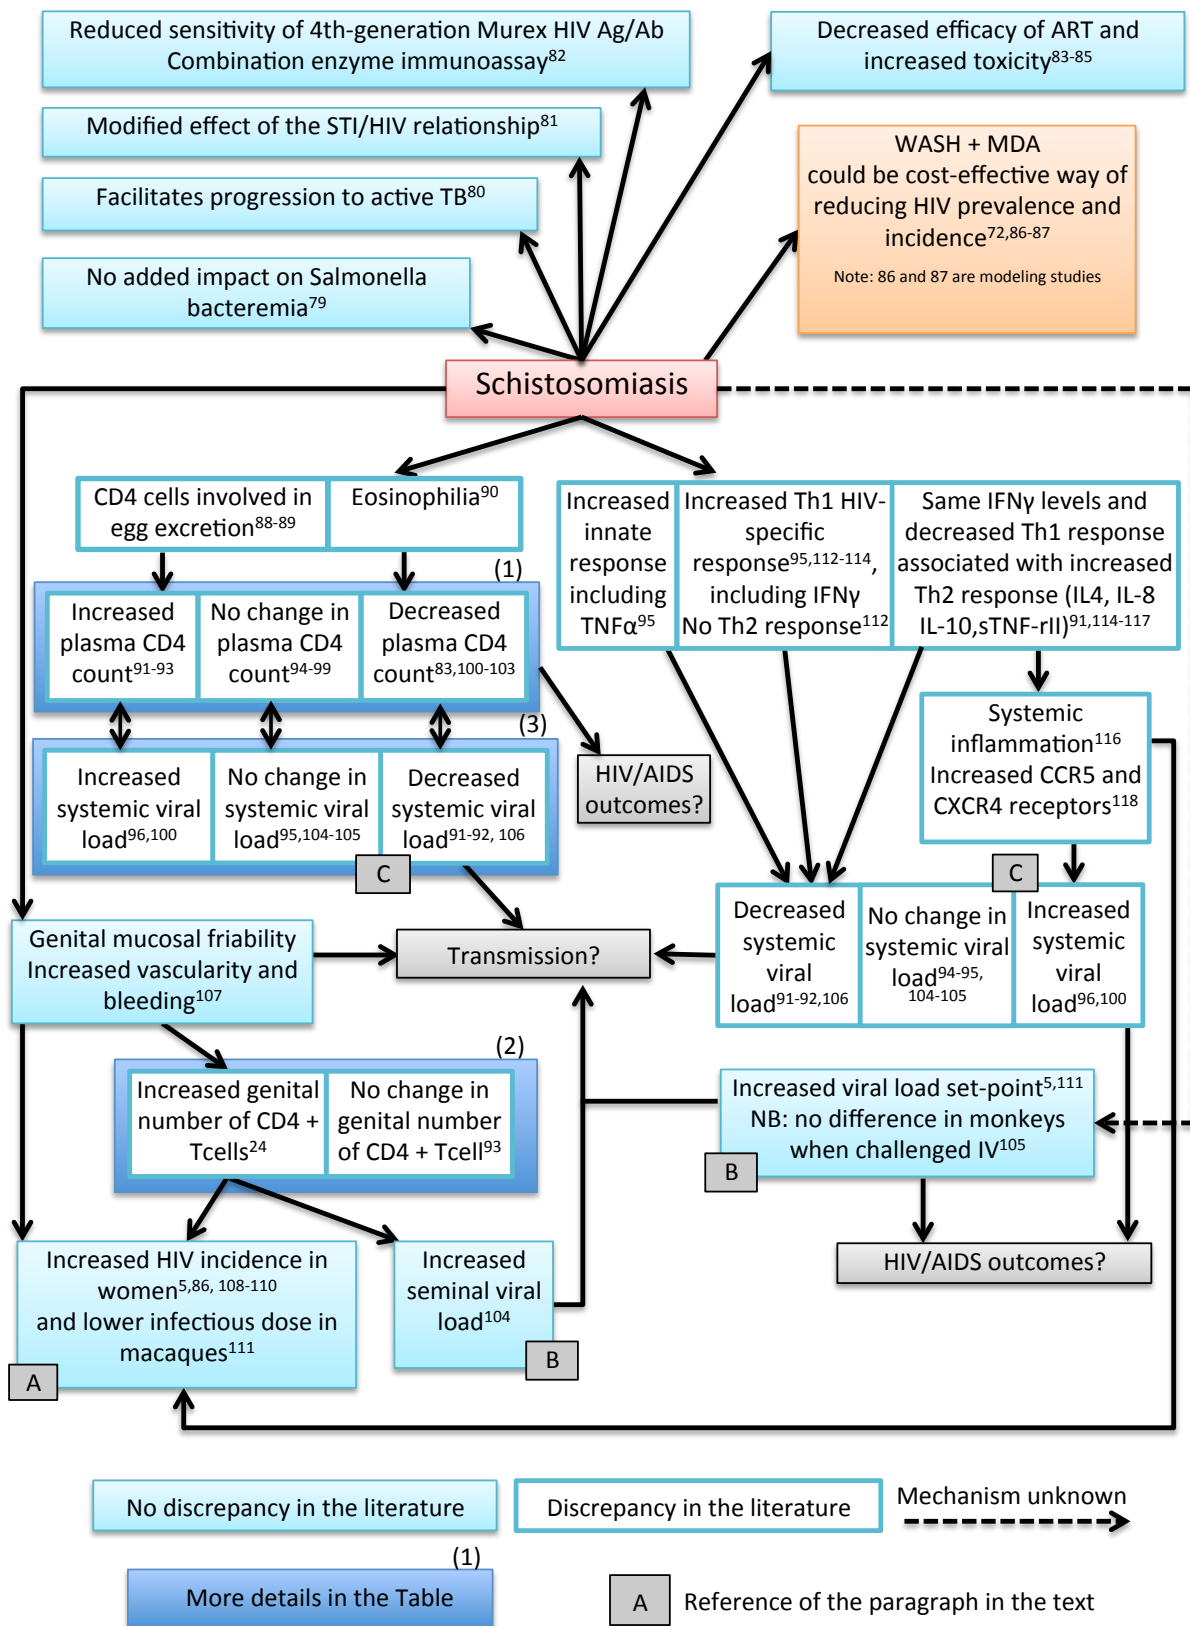 Reduced sensitivity of 4th-generation Murex HIV Ag/Ab
Combination enzyme immunoassay82
Decreased efficacy of ART and
increased toxicity83-85
Modified effect of the STI/HIV relationship81
WASH + MDA
could be cost-effective way of
reducing HIV prevalence and
incidence72,86-87
Note: 86 and 87 are modeling studies
Facilitates progression to active TB80
No added impact on Salmonella
bacteremia79
Schistosomiasis
CD4 cells involved in
egg excretion88-89
Eosinophilia90
Increased
innate
response
including
TNFα95
Increased Th1 HIV-
specific
response95,112-114,
including IFNγ
No Th2 response112
Same IFNγ levels and
decreased Th1 response
associated with increased
Th2 response (IL4, IL-8
IL-10,sTNF-rII)91,114-117
(1)
Increased
plasma CD4
count91-93
No change in
plasma CD4
count94-99
Decreased
plasma CD4
count83,100-103
(3)
Increased
systemic viral
load96,100
No change in
systemic viral
load95,104-105
Decreased
systemic viral
load91-92, 106
C
HIV/AIDS
outcomes?
Systemic
inflammation116
Increased CCR5 and
CXCR4 receptors118
C
Decreased
systemic
viral
load91-92,106
No change in
systemic viral
load94-95,
104-105
Increased
systemic
viral
load96,100
Genital mucosal friability
Increased vascularity and
bleeding107
Transmission?
(2)
Increased genital
number of CD4 +
Tcells24
No change in
genital number
of CD4 + Tcell93
Increased viral load set-point5,111
NB: no difference in monkeys
when challenged IV105
B
HIV/AIDS outcomes?
Increased HIV incidence in
women5,86, 108-110
and lower infectious dose in
macaques111
A
Increased
seminal viral
load104
B
No discrepancy in the literature
Discrepancy in the literature
Mechanism unknown
(1)
More details in the Table
A
Reference of the paragraph in the text